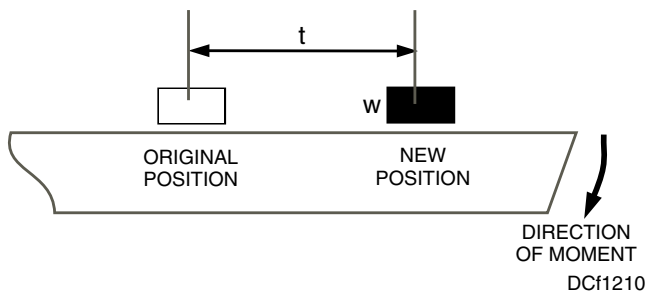 t
w
ORIGINAL
POSITION
NEW
POSITION
DIRECTION
OF MOMENT
DCf1210